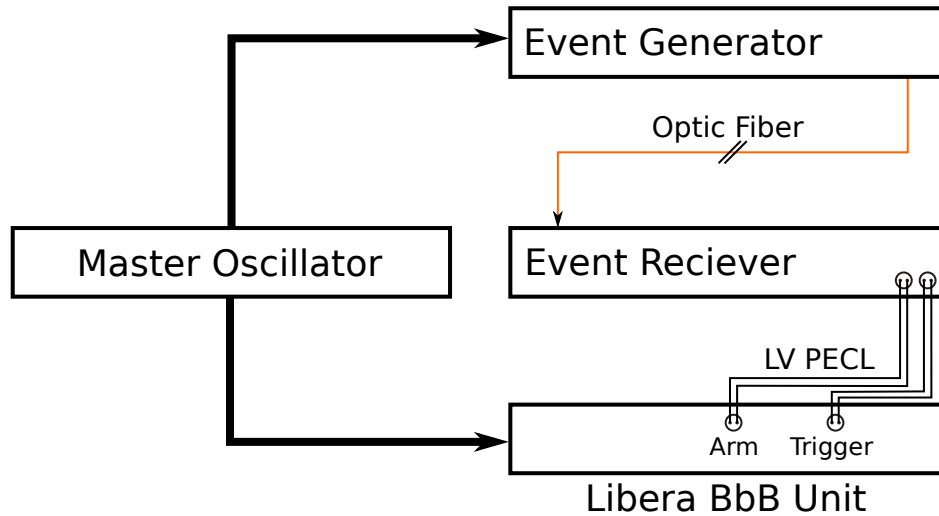 Event Generator
Optic Fiber
Master Oscillator
Event Reciever
LV PECL
Arm
Trigger
Libera BbB Unit